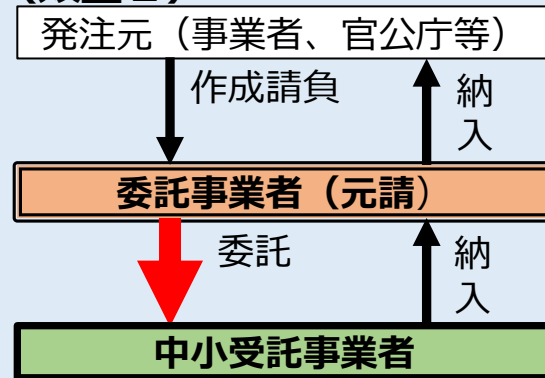 発注元（事業者、官公庁等）
作成請負
納入
委託事業者（元請）
委託
納入
中小受託事業者